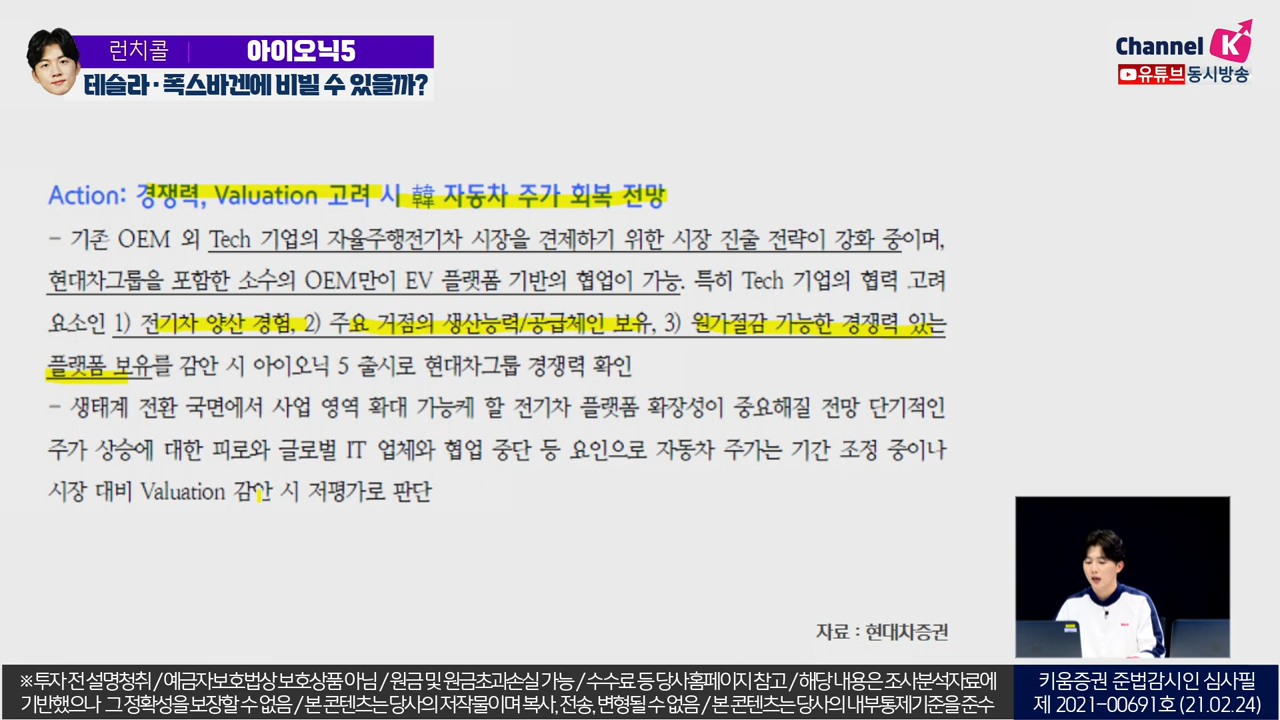 런치콜 | 아이오닉5
테슬라·폭스바겐에 비빌 수 있을까?
Channel K
유튜브동시방송
Action: 경쟁력, Valuation 고려 시 韓 자동차 주가 회복 전망
- 기존 OEM 외 Tech 기업의 자율주행전기차 시장을 견제하기 위한 시장 진출 전략이 강화 중이며,
현대차그룹을 포함한 소수의 OEM만이 EV 플랫폼 기반의 협업이 가능. 특히 Tech 기업의 협력 고려
요소인 1) 전기차 양산 경험, 2) 주요 거점의 생산능력/공급체인 보유, 3) 원가절감 가능한 경쟁력 있는
플랫폼 보유를 감안 시 아이오닉 5 출시로 현대차그룹 경쟁력 확인
- 생태계 전환 국면에서 사업 영역 확대 가능케 할 전기차 플랫폼 확장성이 중요해질 전망 단기적인
주가 상승에 대한 피로와 글로벌 IT 업체와 협업 중단 등 요인으로 자동차 주가는 기간 조정 중이나
시장 대비 Valuation 감안 시 저평가로 판단
자료 : 현대차증권
※투자 전 설명청취 / 예금자보호법상 보호상품 아님 / 원금 및 원금초과손실 가능 / 수수료 등 당사홈페이지 참고 / 해당 내용은 조사분석자료에
기반했으나 그 정확성을 보장할 수 없음 / 본 콘텐츠는 당사의 저작물이며 복사, 전송, 변형될 수 없음 / 본 콘텐츠는 당사의 내부통제기준을 준수
키움증권 준법감시인 심사필
제 2021-00691호 (21.02.24)